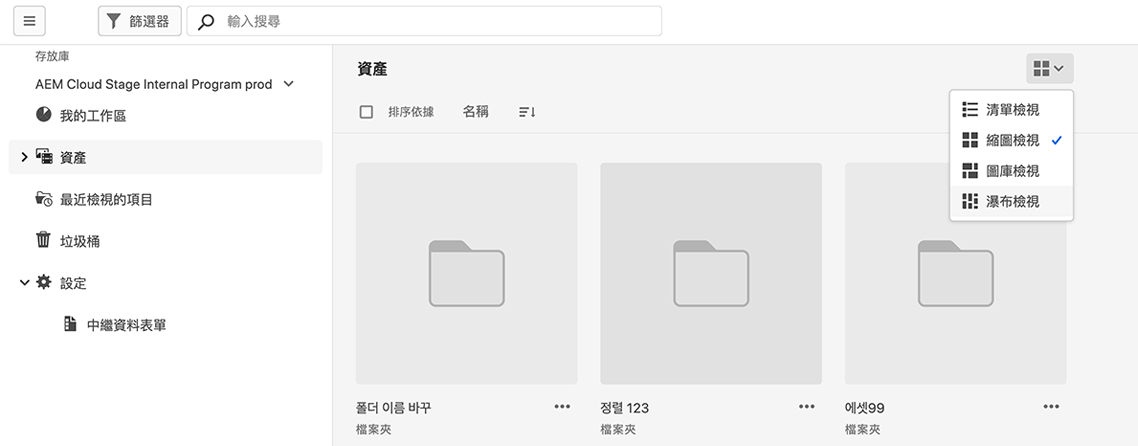 篩選器
輸入搜尋
存放庫
AEM Cloud Stage Internal Program prod
我的工作區
資產
最近檢視的項目
垃圾桶
設定
中繼資料表單
資產
排序依據 名稱
清單檢視
縮圖檢視
圖庫檢視
瀑布檢視
폴더 이름 바꾸
檔案夾
정렬 123
檔案夾
에셋99
檔案夾